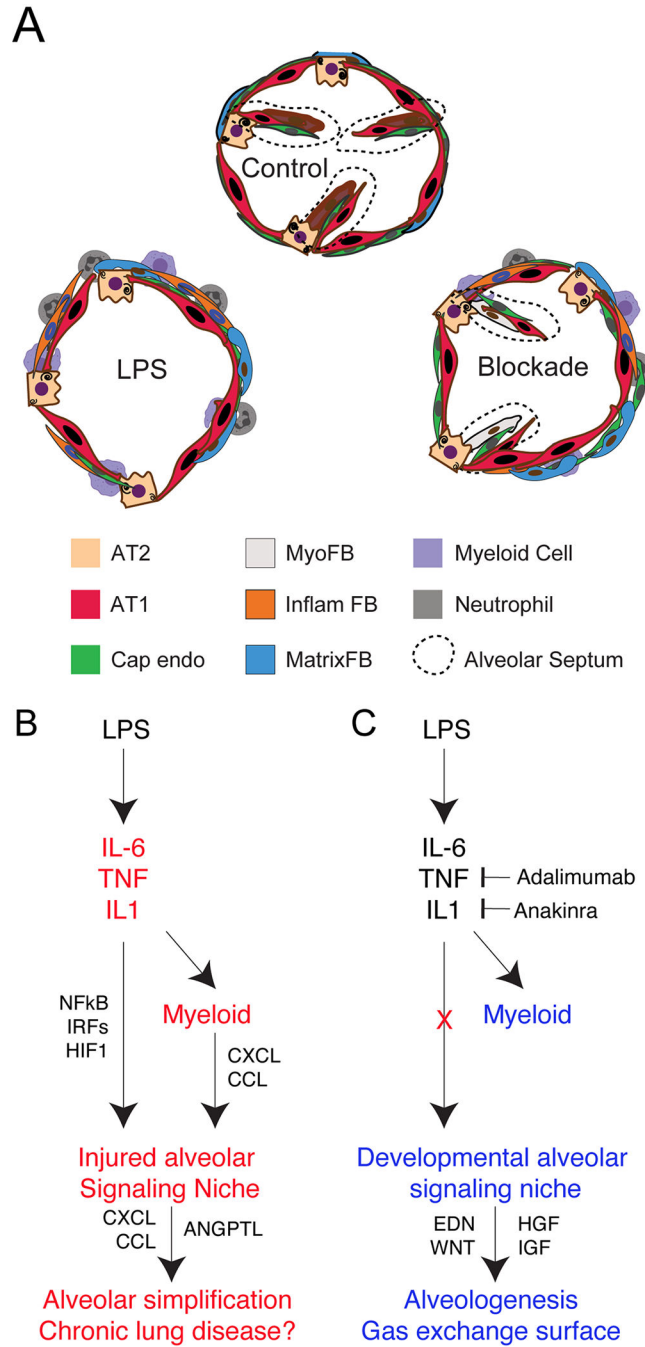 A
Control
LPS
Blockade
AT2
MyoFB
Myeloid Cell
AT1
Inflam FB
Neutrophil
Cap endo
MatrixFB
Alveolar Septum
B
LPS
IL-6
TNF
IL1
NFkB
IRFs
HIF1
Myeloid
CXCL
CCL
Injured alveolar
Signaling Niche
CXCL
CCL
ANGPTL
Alveolar simplification
Chronic lung disease?
C
LPS
IL-6
TNF
Adalimumab
IL1
Anakinra
X
Myeloid
Developmental alveolar
signaling niche
EDN
WNT
HGF
IGF
Alveologenesis
Gas exchange surface